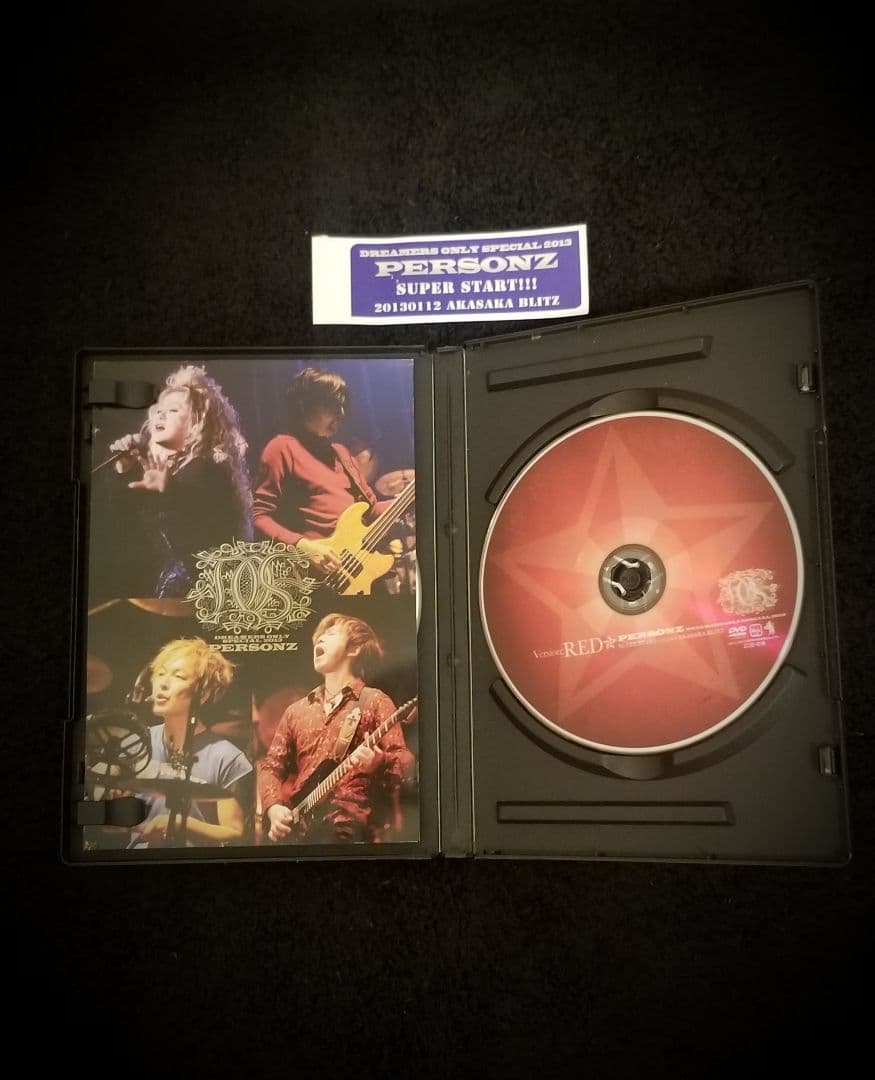 DREAMERS ONLY SPECIAL 2013
PERSONZ
SUPER START!!!
20130112 AKASAKA BLITZ
DOS
DREAMERS ONLY
SPECIAL 2013
PERSONZ
Version:RED☆PERSONZ
DVD